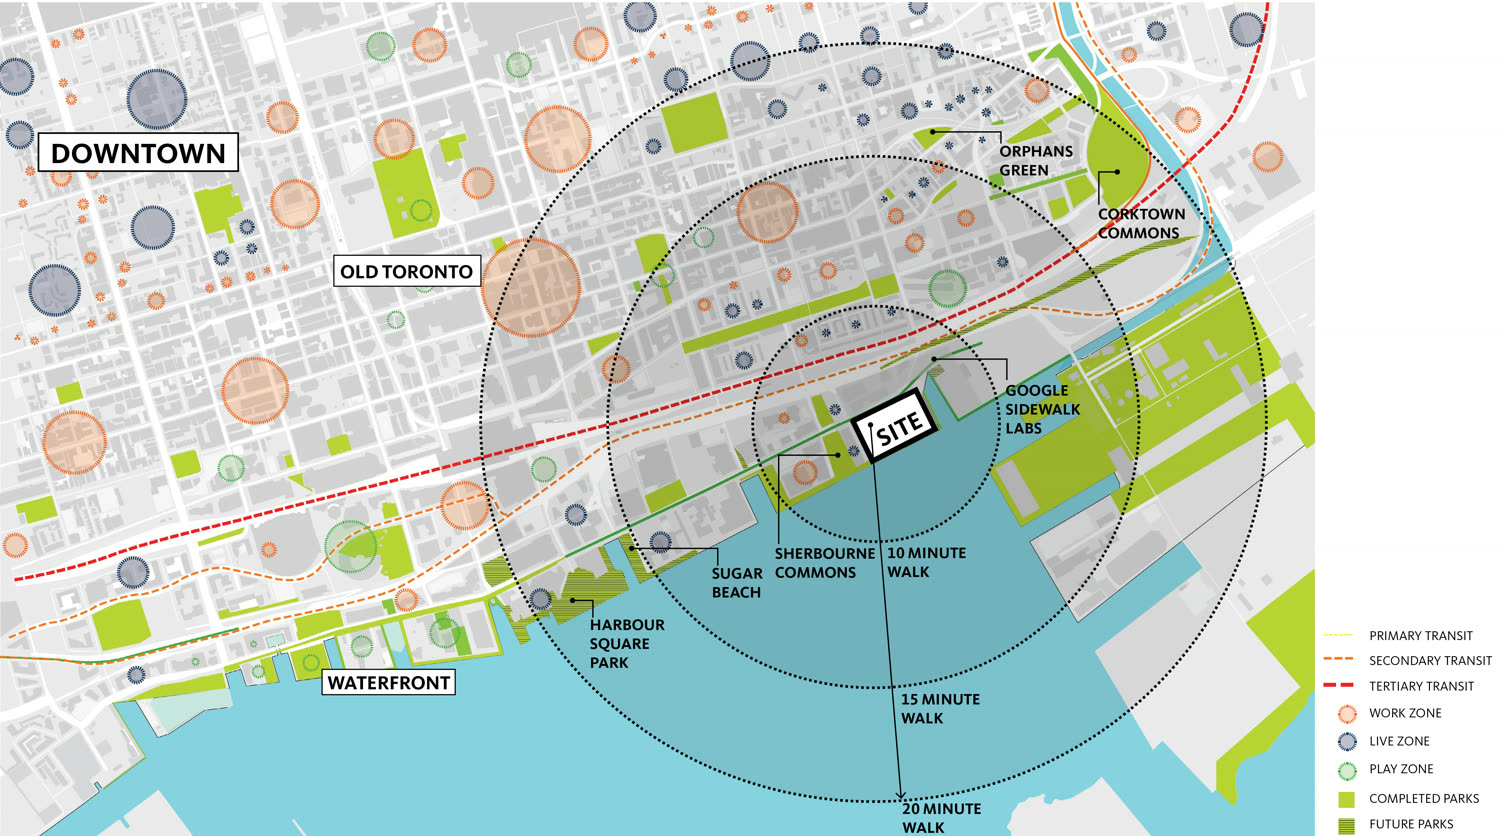 DOWNTOWN
ORPHANS
GREEN
CORKTOWN
COMMONS
OLD TORONTO
GOOGLE
SIDEWALK
LABS
SITE
SHERBOURNE
COMMONS
10 MINUTE
WALK
SUGAR
BEACH
HARBOUR
SQUARE
PARK
WATERFRONT
15 MINUTE
WALK
20 MINUTE
WALK
PRIMARY TRANSIT
SECONDARY TRANSIT
TERTIARY TRANSIT
WORK ZONE
LIVE ZONE
PLAY ZONE
COMPLETED PARKS
FUTURE PARKS